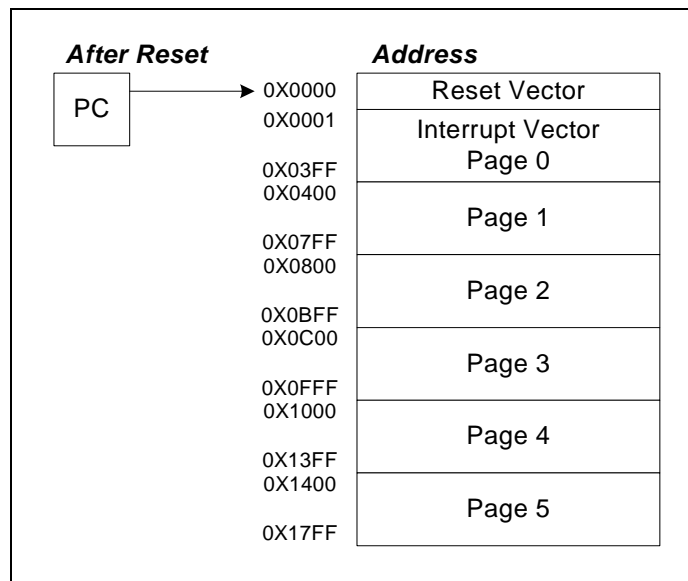 After Reset
Address
PC
0X0000
Reset Vector
0X0001
Interrupt Vector
Page 0
0X03FF
0X0400
Page 1
0X07FF
0X0800
Page 2
0X0BFF
0X0C00
Page 3
0X0FFF
0X1000
Page 4
0X13FF
0X1400
Page 5
0X17FF